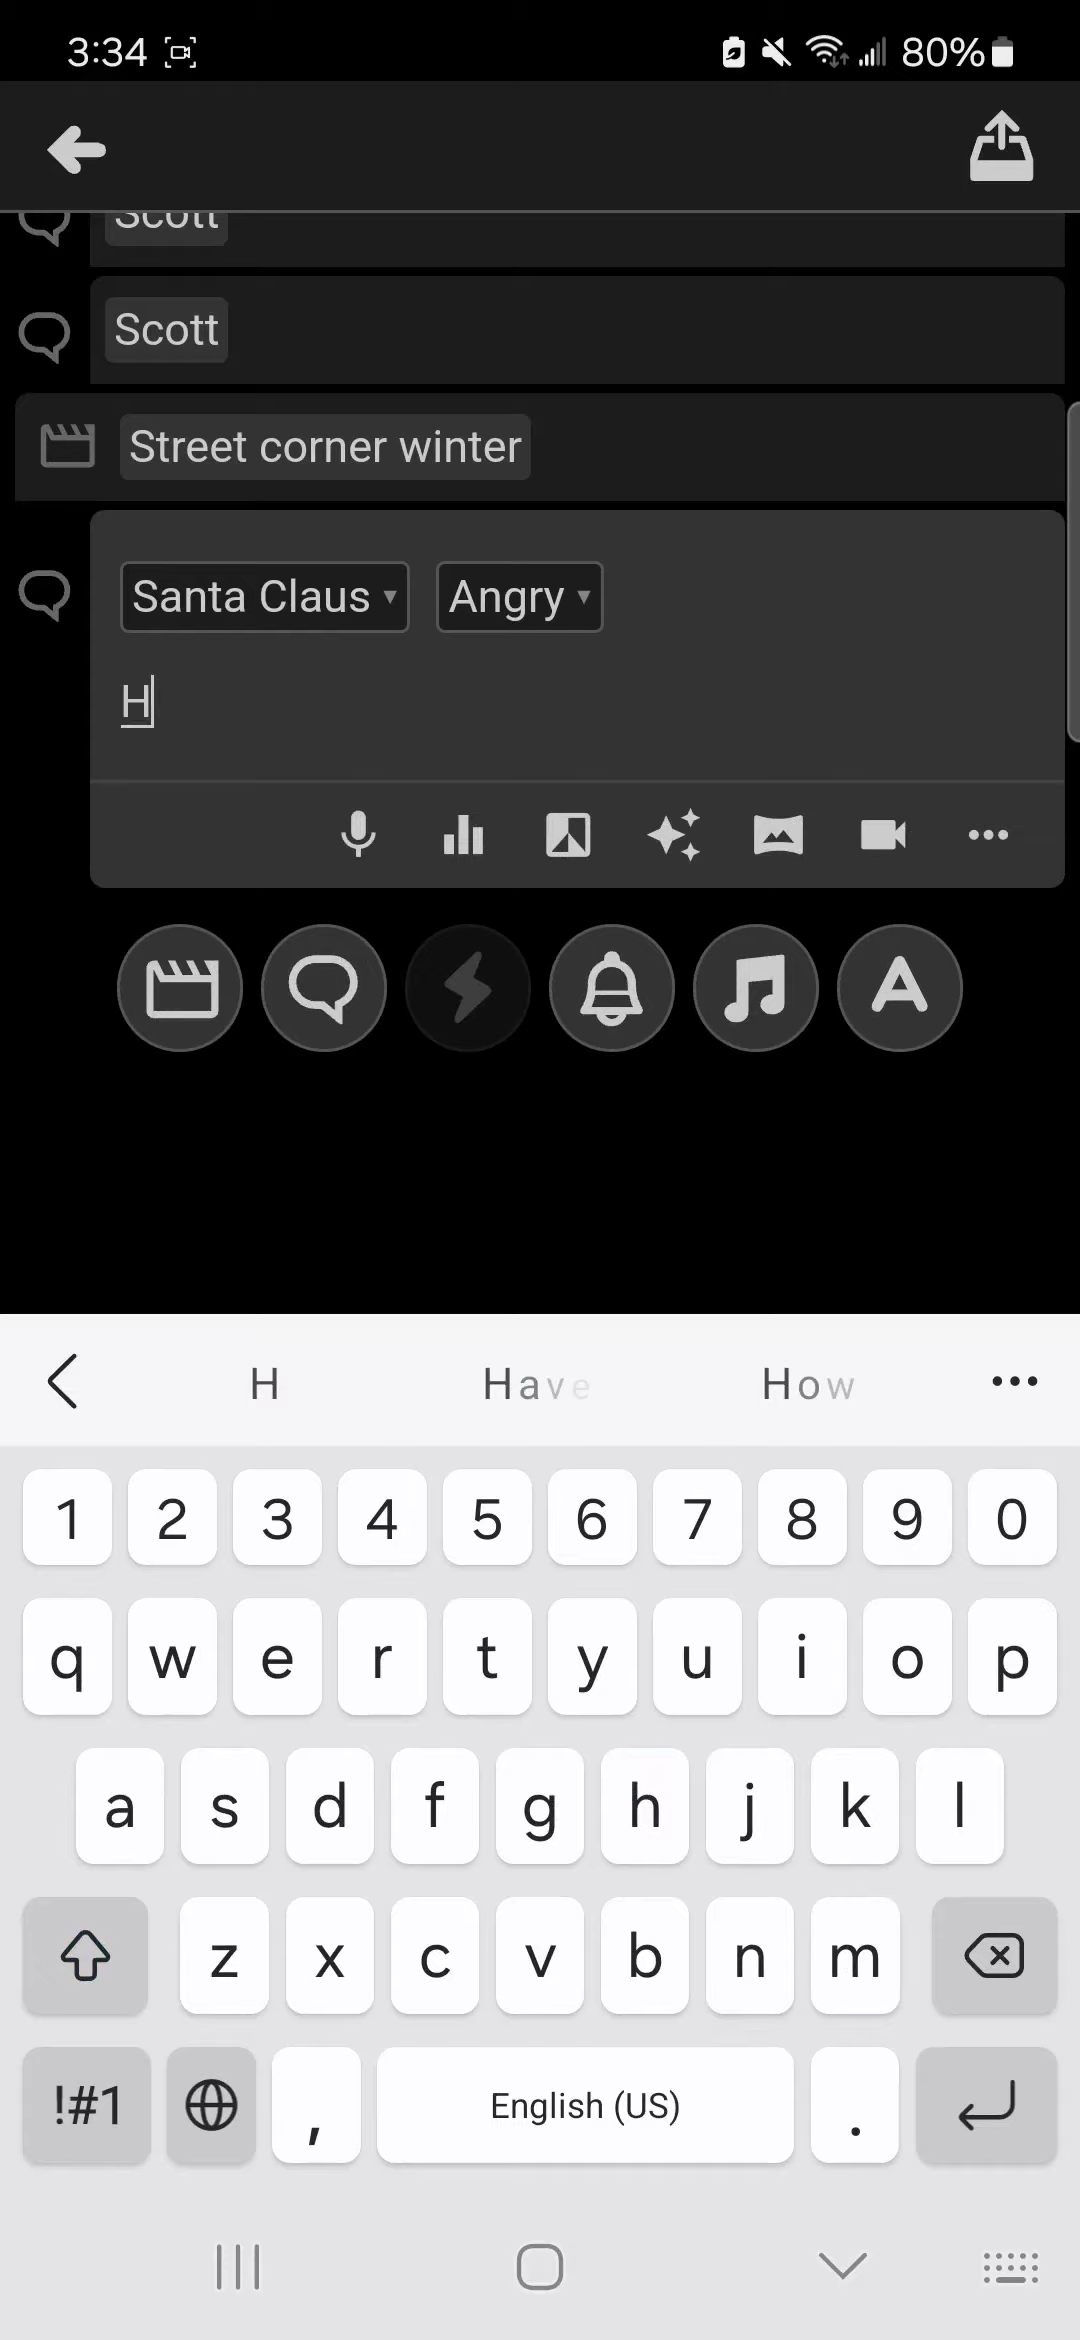 3:34 80%
Scott
Scott
Street corner winter
Santa Claus ▾ Angry ▾
H
H Have How
1 2 3 4 5 6 7 8 9 0
q w e r t y u i o p
a s d f g h j k l
z x c v b n m
!#1 , English (US) .